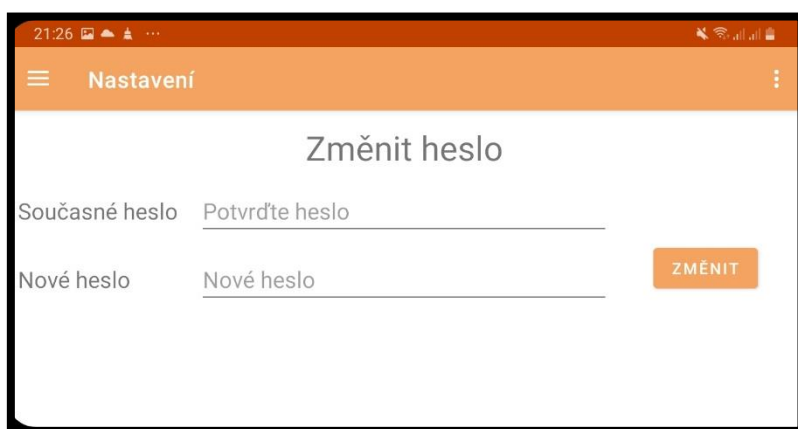 21:26
Nastavení
Změnit heslo
Současné heslo Potvrďte heslo
Nové heslo Nové heslo
ZMĚNIT